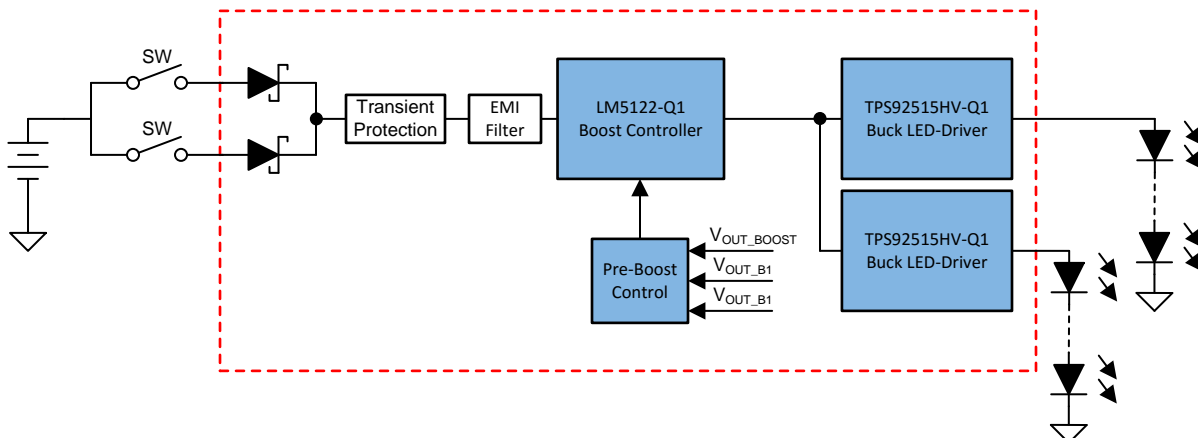 SW
SW
Transient
Protection
EMI
Filter
LM5122-Q1
Boost Controller
TPS92515HV-Q1
Buck LED-Driver
TPS92515HV-Q1
Buck LED-Driver
Pre-Boost
Control
VOUT_BOOST
VOUT_B1
VOUT_B1